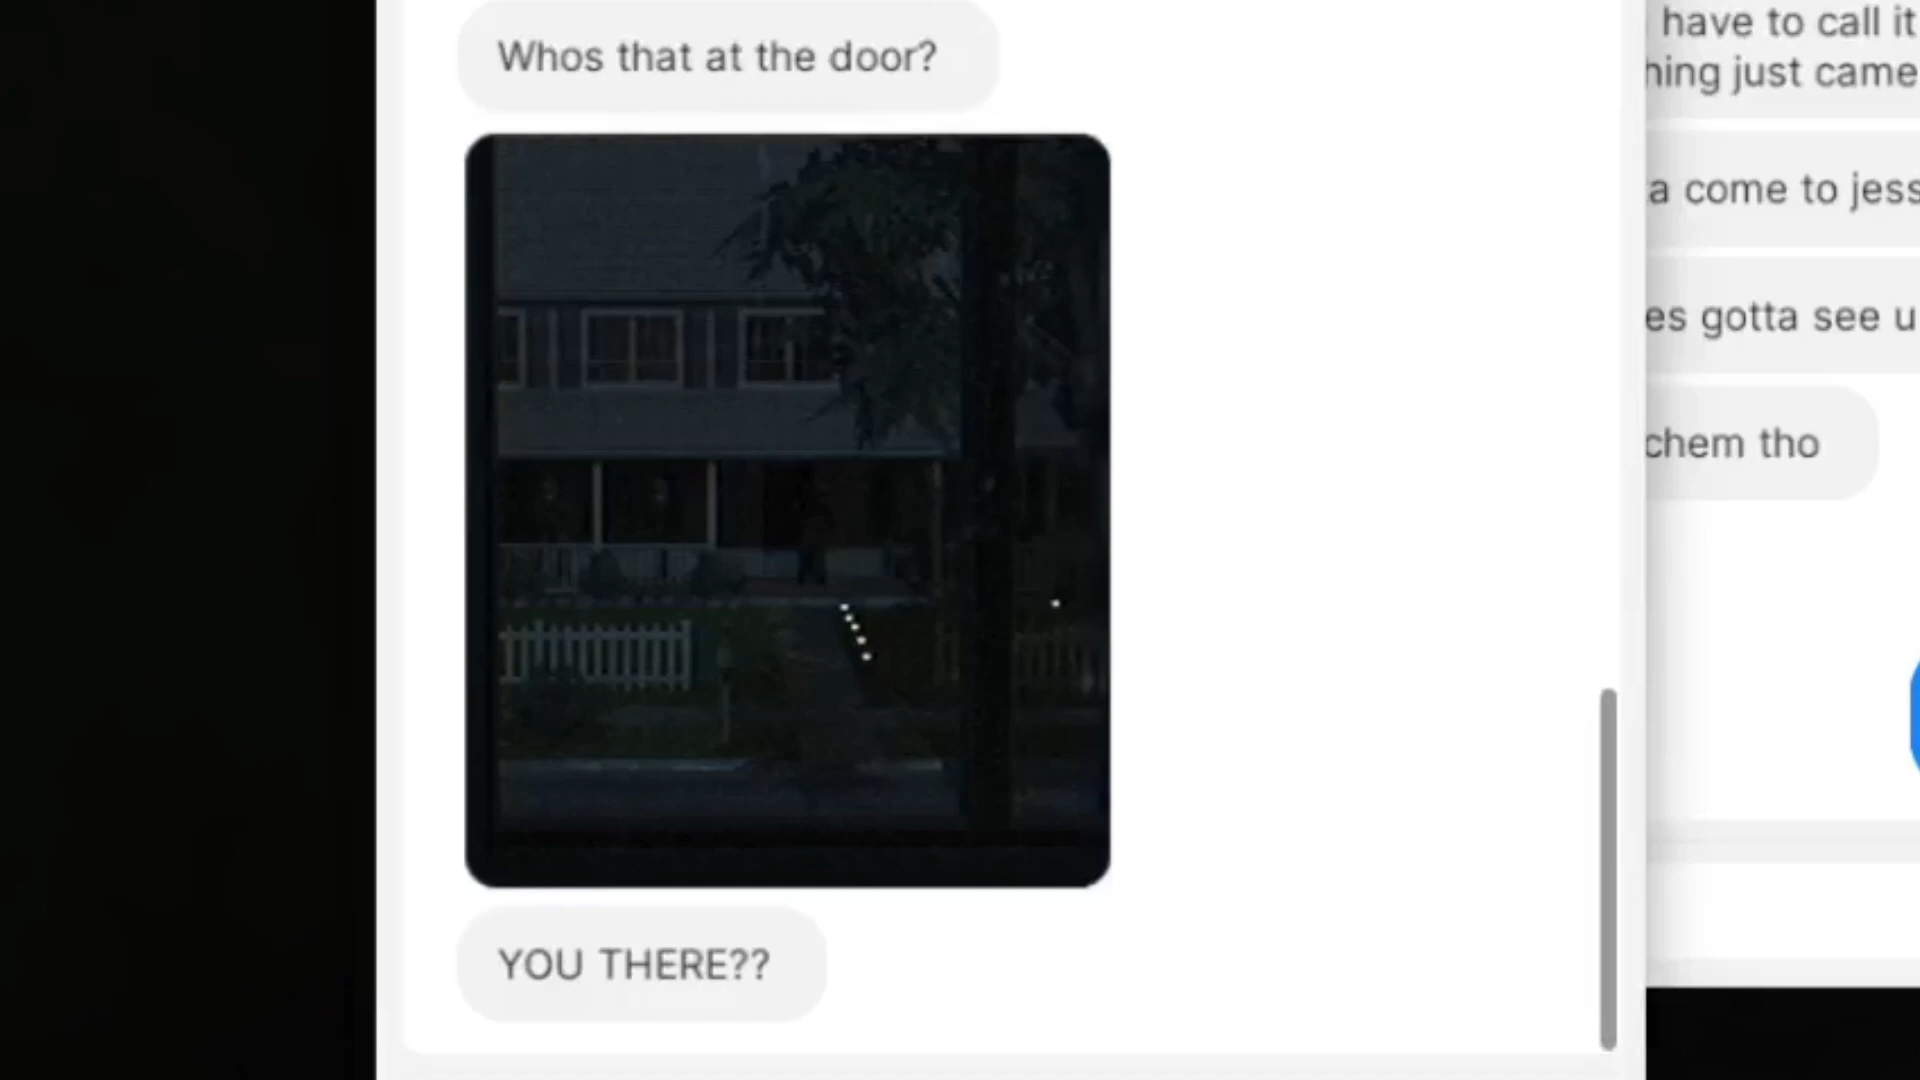 Whos that at the door?
YOU THERE??
have to call it
hing just came
a come to jess
es gotta see u
chem tho